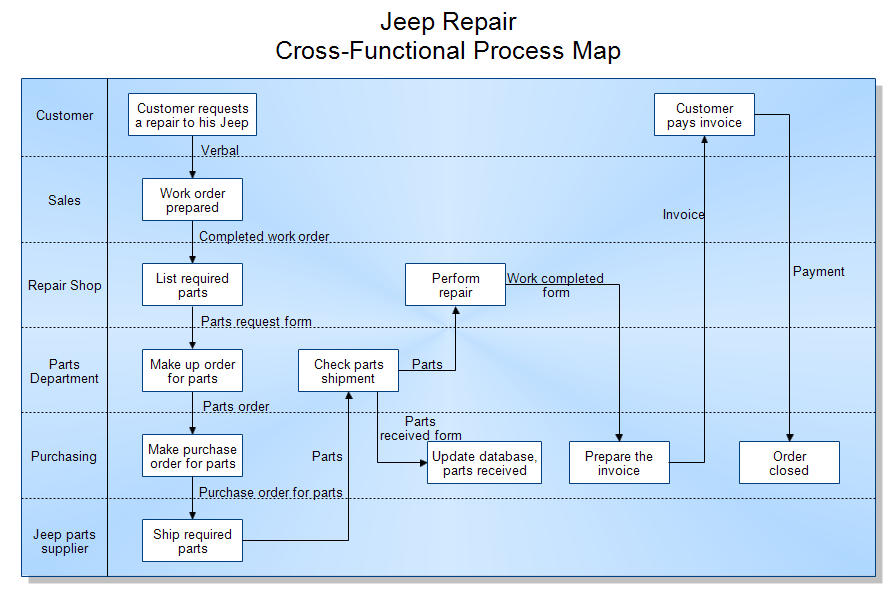 Jeep Repair
Cross-Functional Process Map
Customer
Customer requests
a repair to his Jeep
Customer
pays invoice
Verbal
Sales
Work order
prepared
Invoice
Completed work order
Repair Shop
List required
parts
Perform
repair
Work completed
form
Payment
Parts request form
Parts
Department
Make up order
for parts
Check parts
shipment
Parts
Parts order
Parts
received form
Purchasing
Make purchase
order for parts
Parts
Update database,
parts received
Prepare the
invoice
Order
closed
Purchase order for parts
Jeep parts
supplier
Ship required
parts